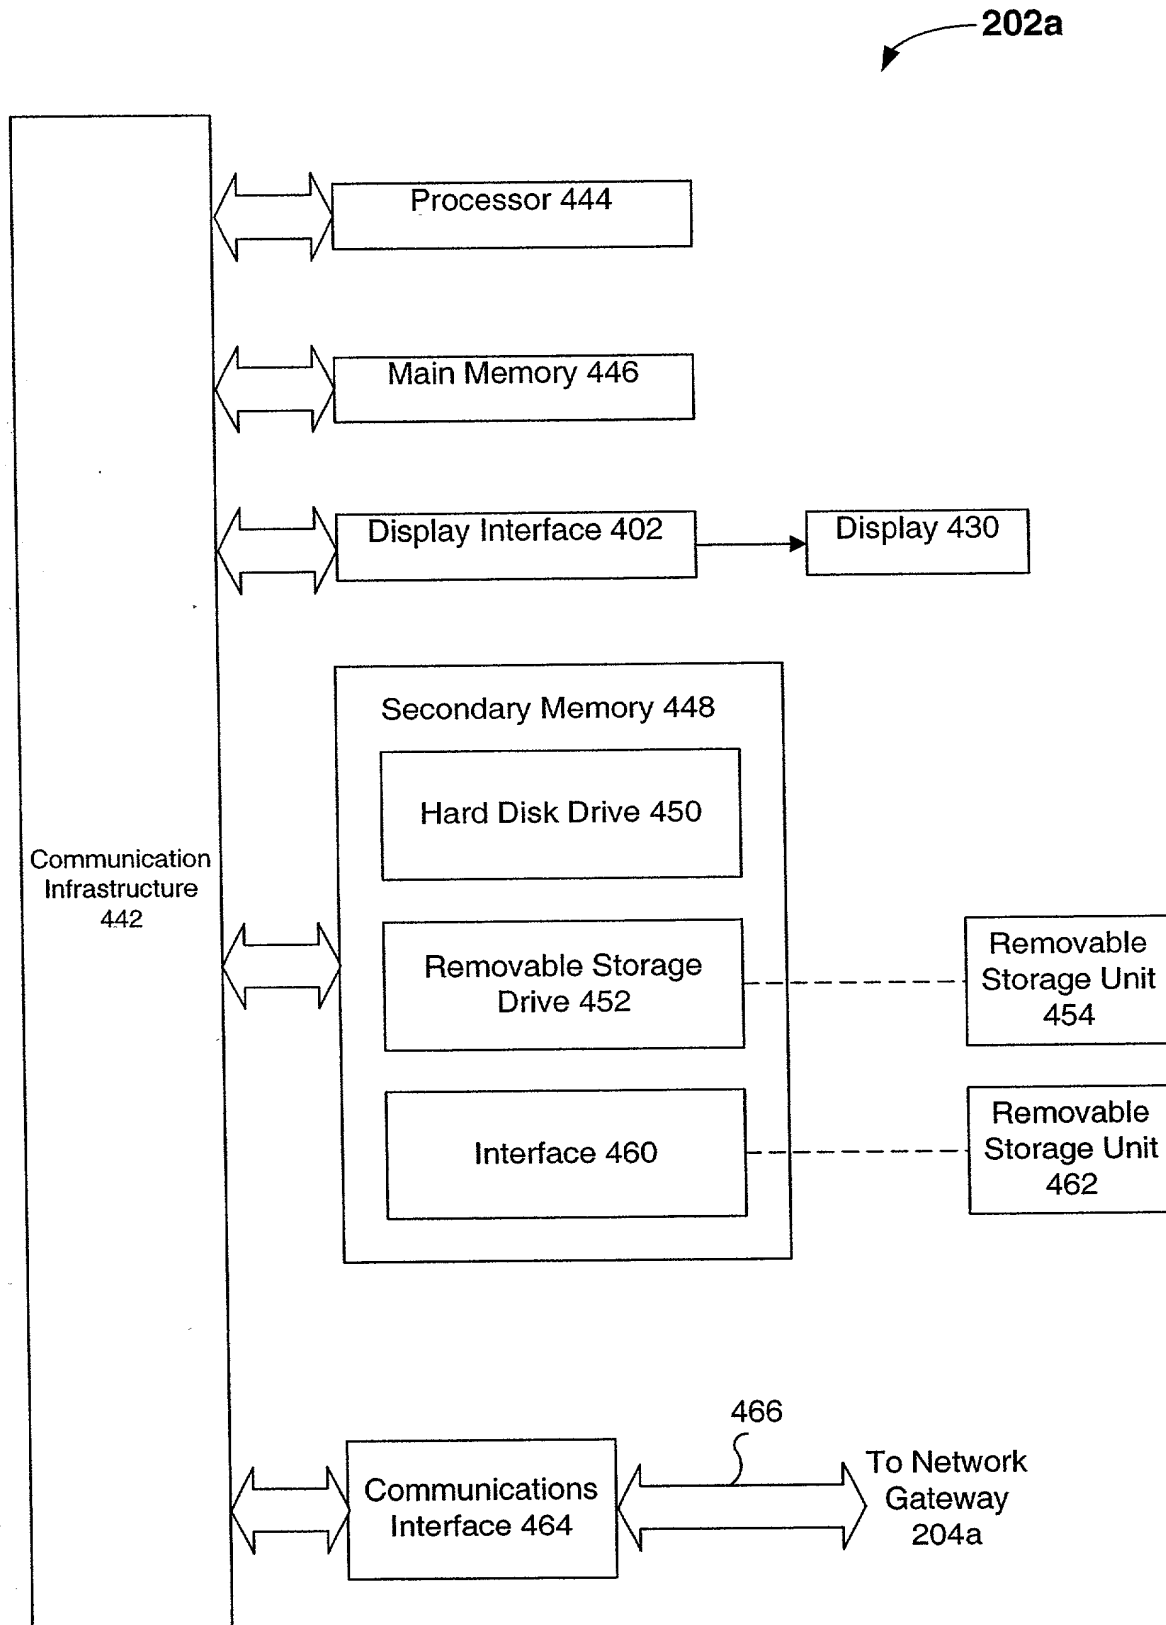 202a
Processor 444
Main Memory 446
Display Interface 402
Display 430
Secondary Memory 448
Hard Disk Drive 450
Communication
Infrastructure
442
Removable Storage
Drive 452
Removable
Storage Unit
454
Interface 460
Removable
Storage Unit
462
466
Communications
Interface 464
To Network
Gateway
204a